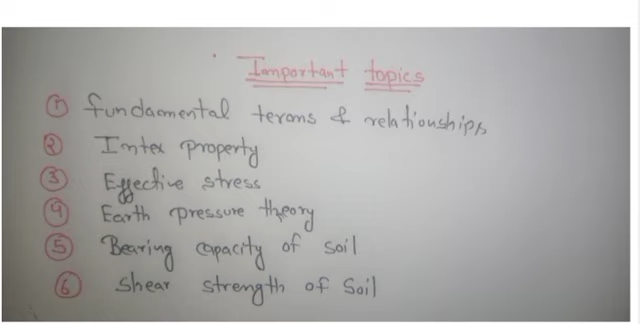 Important topics
① fundamental terms & relationships
② Intex property
③ Effective stress
④ Earth pressure theory
⑤ Bearing capacity of soil
⑥ Shear strength of Soil